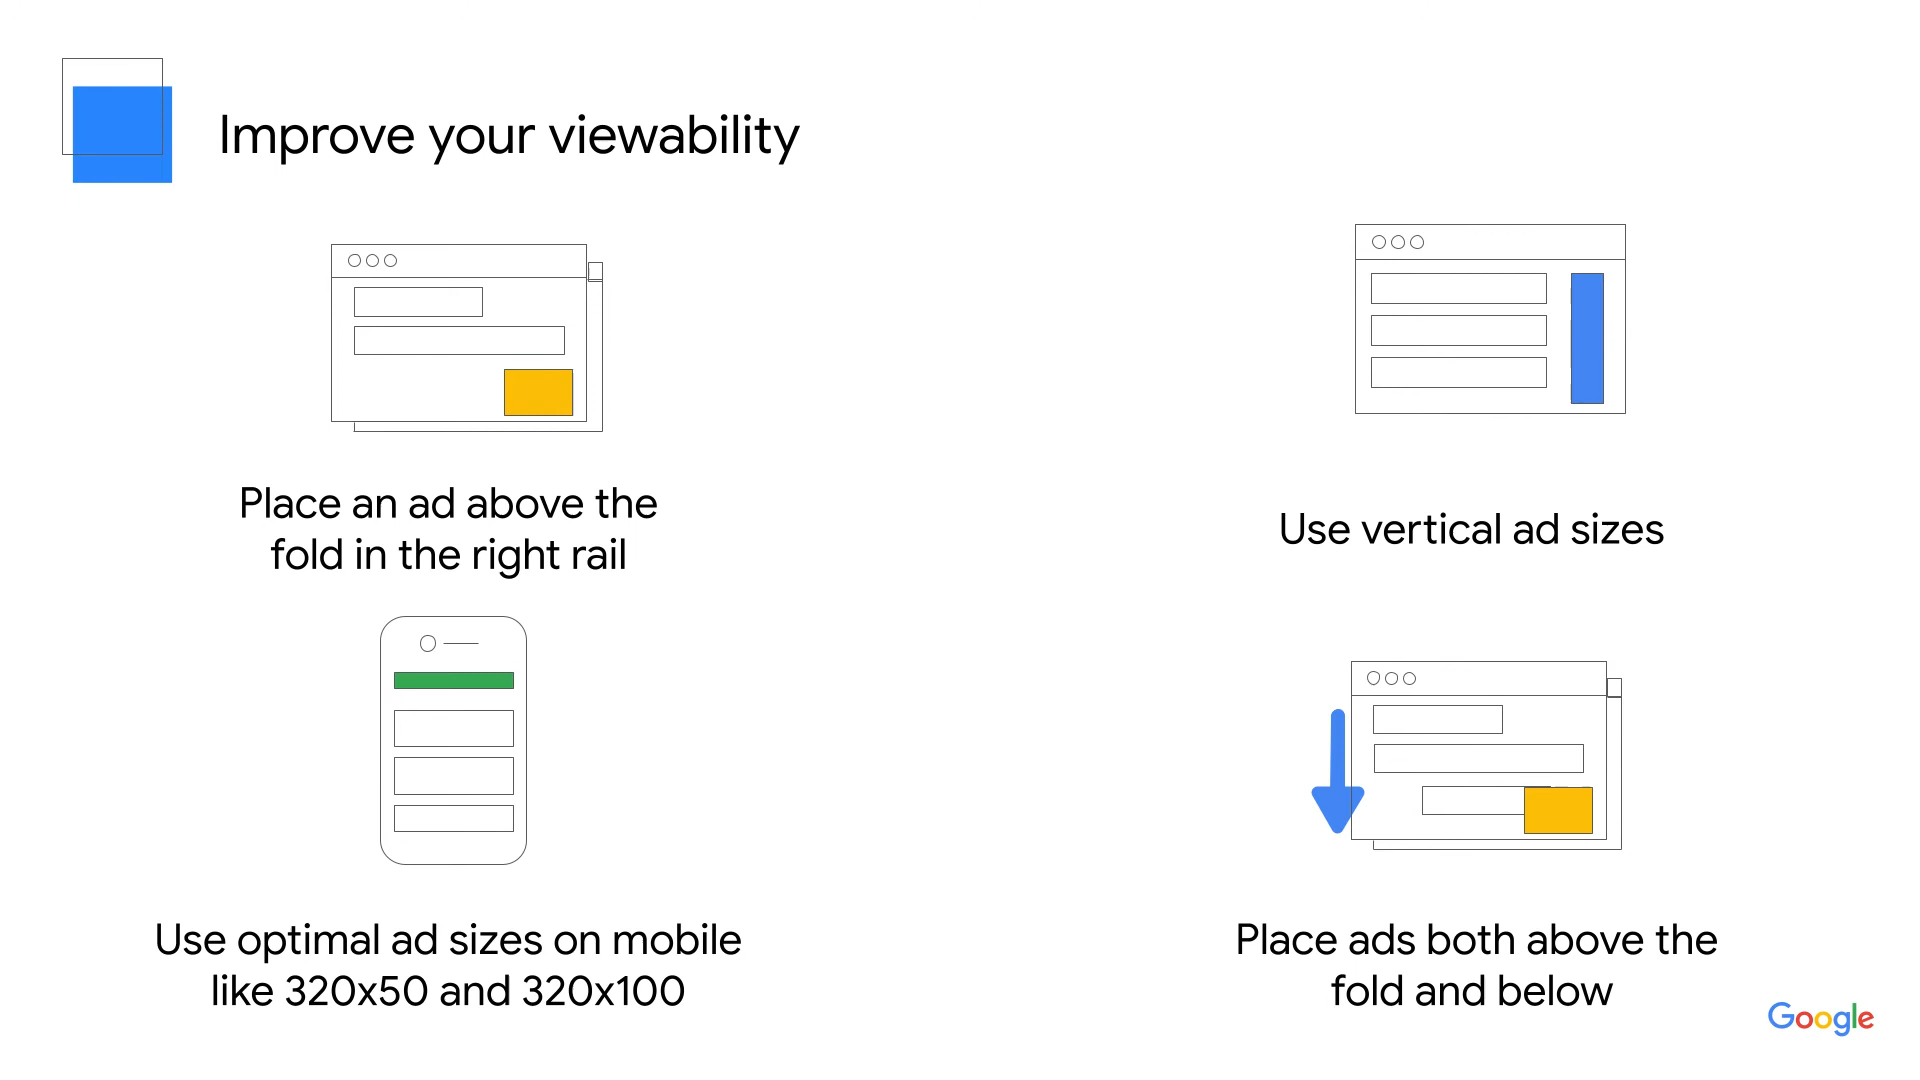 Improve your viewability
Place an ad above the
fold in the right rail
Use vertical ad sizes
Use optimal ad sizes on mobile
like 320x50 and 320x100
Place ads both above the
fold and below
Google